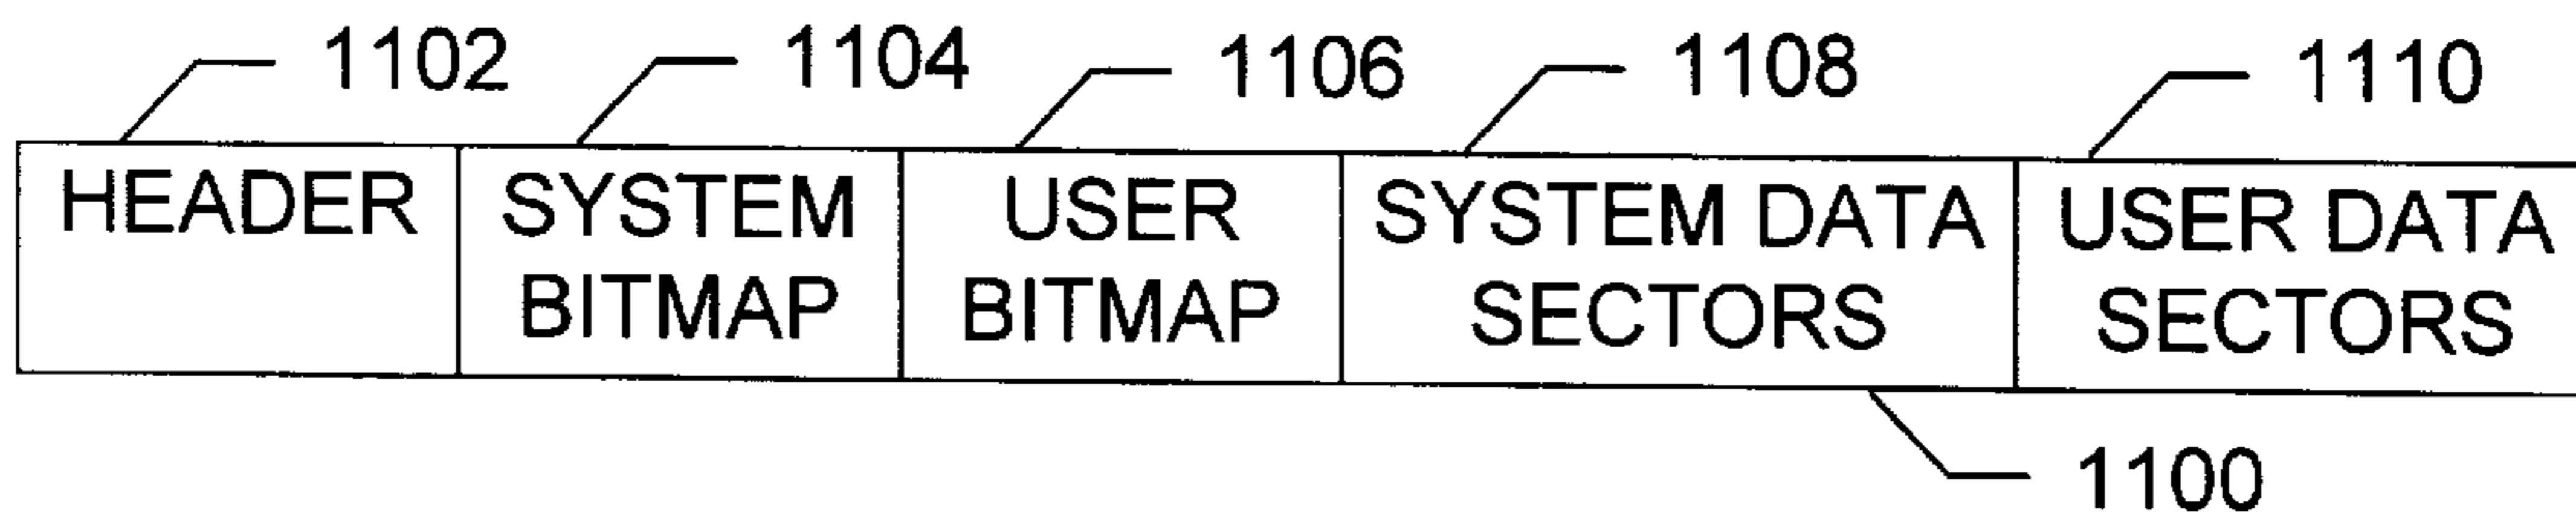 1102 1104 1106 1108 1110
HEADER SYSTEM USER SYSTEM DATA USER DATA
BITMAP BITMAP SECTORS SECTORS
1100